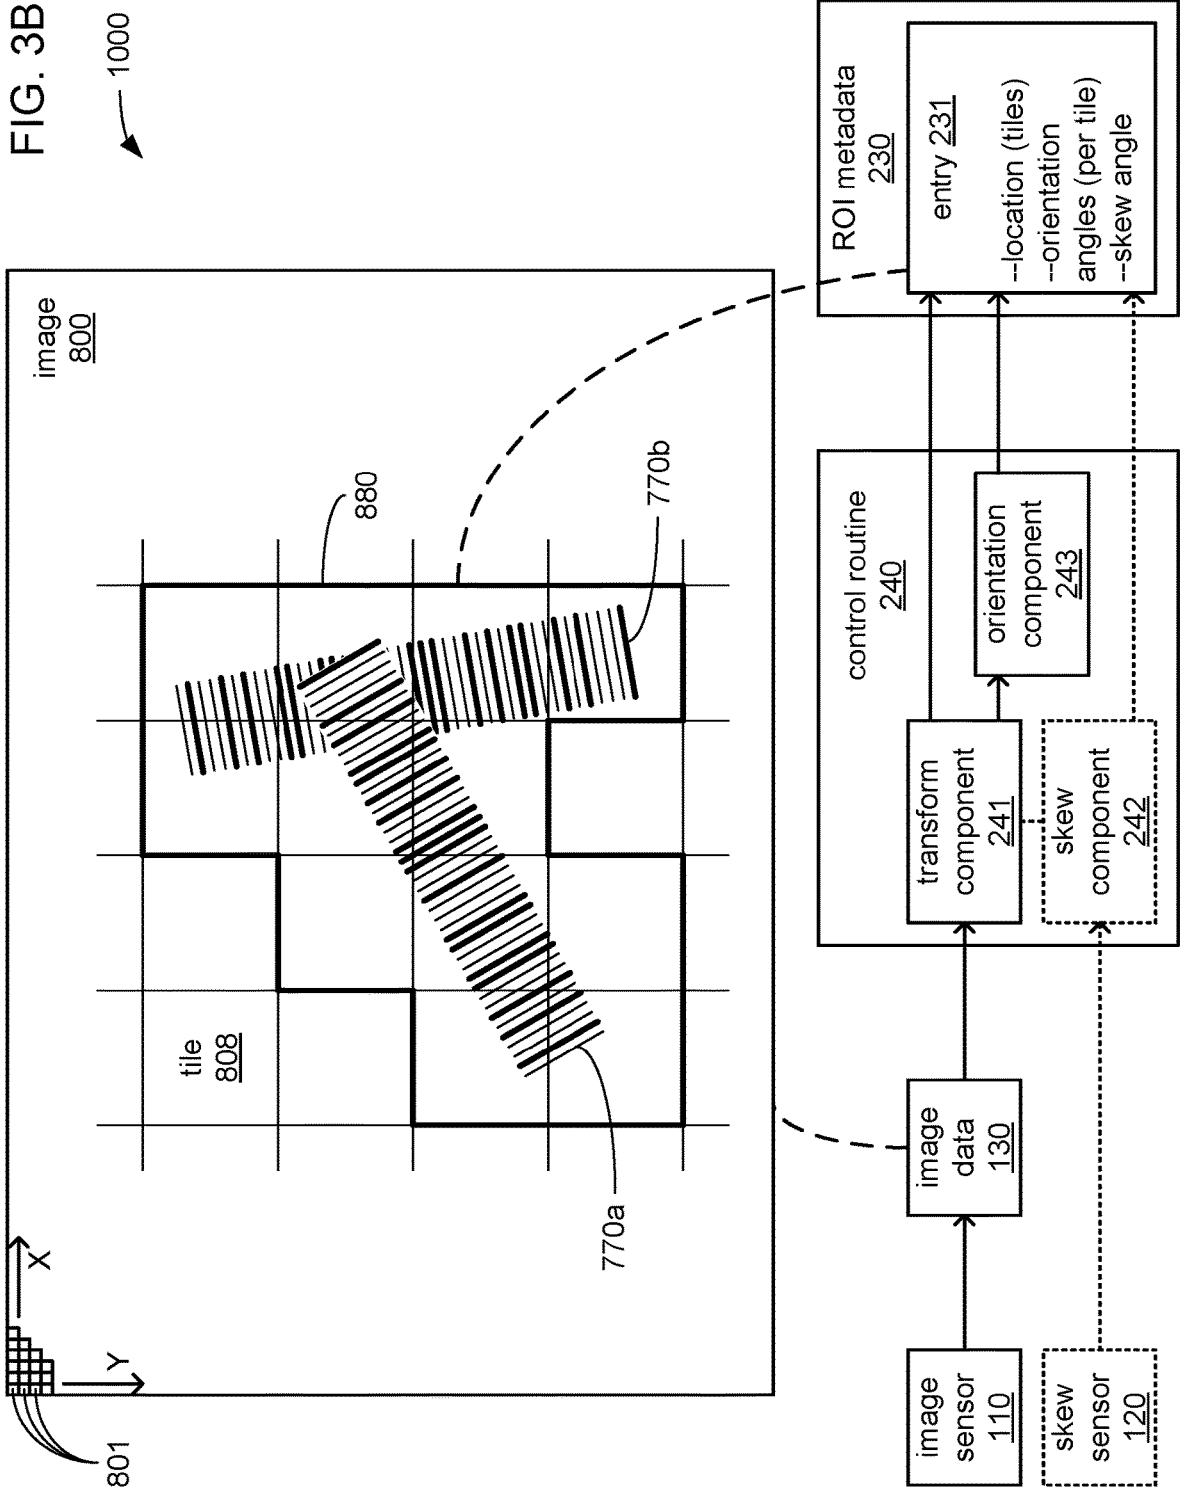 FIG. 3B
1000
image
800
801
X
Y
tile
808
880
770a
770b
image
sensor
110
skew
sensor
120
image
data
130
control routine
240
transform
component
241
skew
component
242
orientation
component
243
ROI metadata
230
entry 231
--location (tiles)
--orientation
angles (per tile)
--skew angle